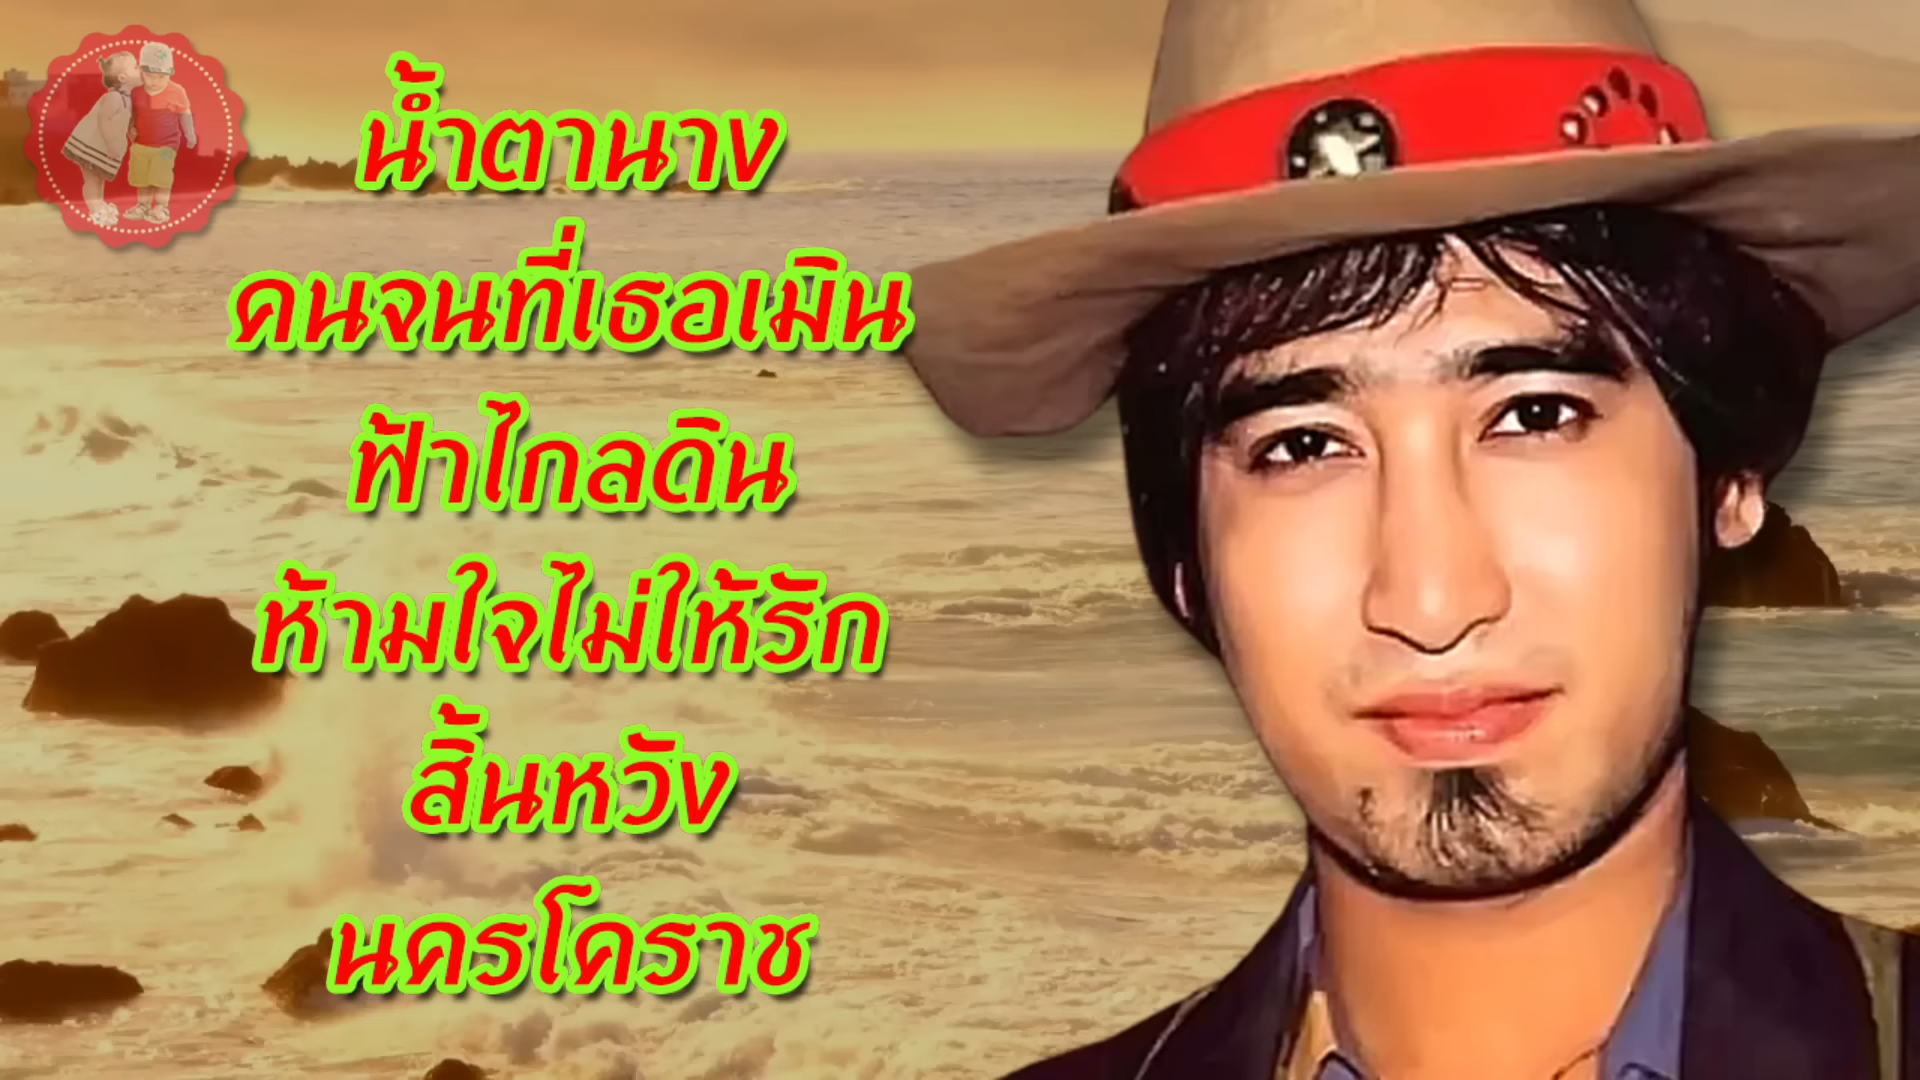 น้ำตานาง
คนจนที่เธอเมิน
ฟ้าไกลดิน
ห้ามใจไม่ให้รัก
สิ้นหวัง
นครโคราช